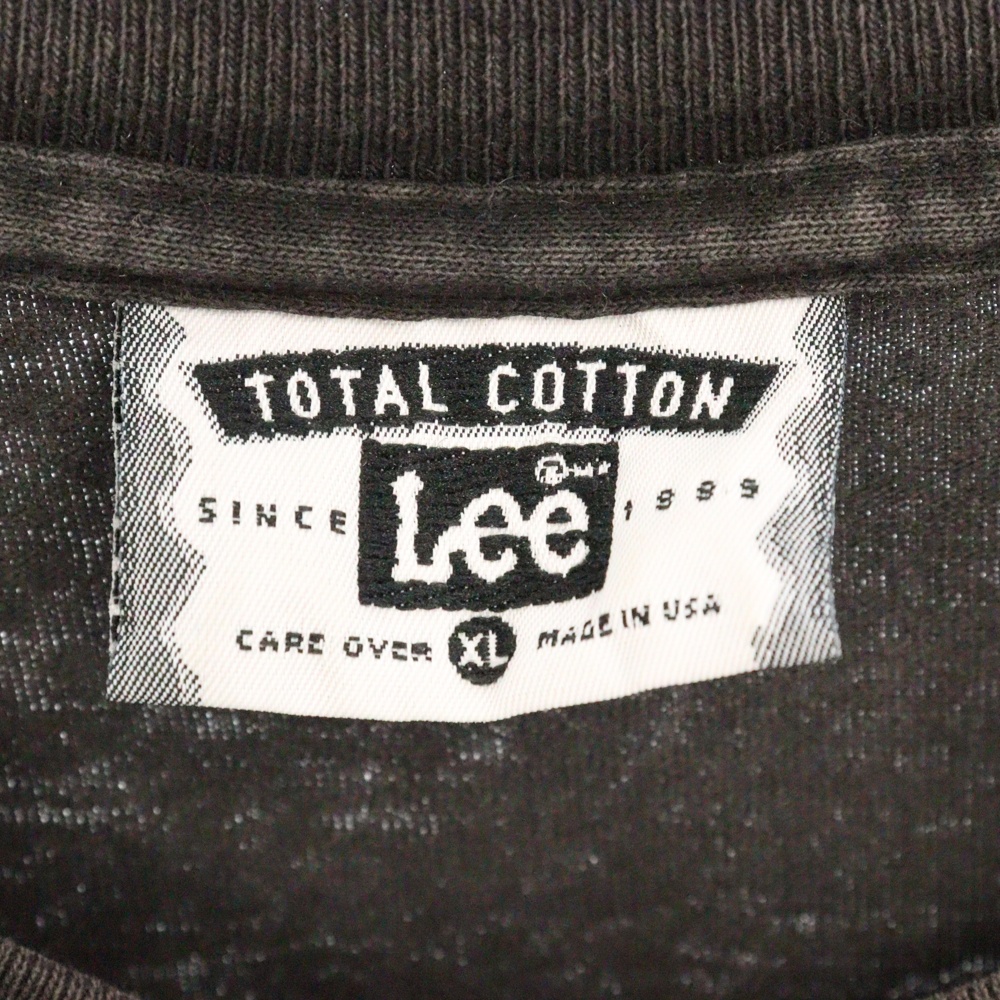 TOTAL COTTON
Lee
SINCE 1889
CARE OVER XL MADE IN USA